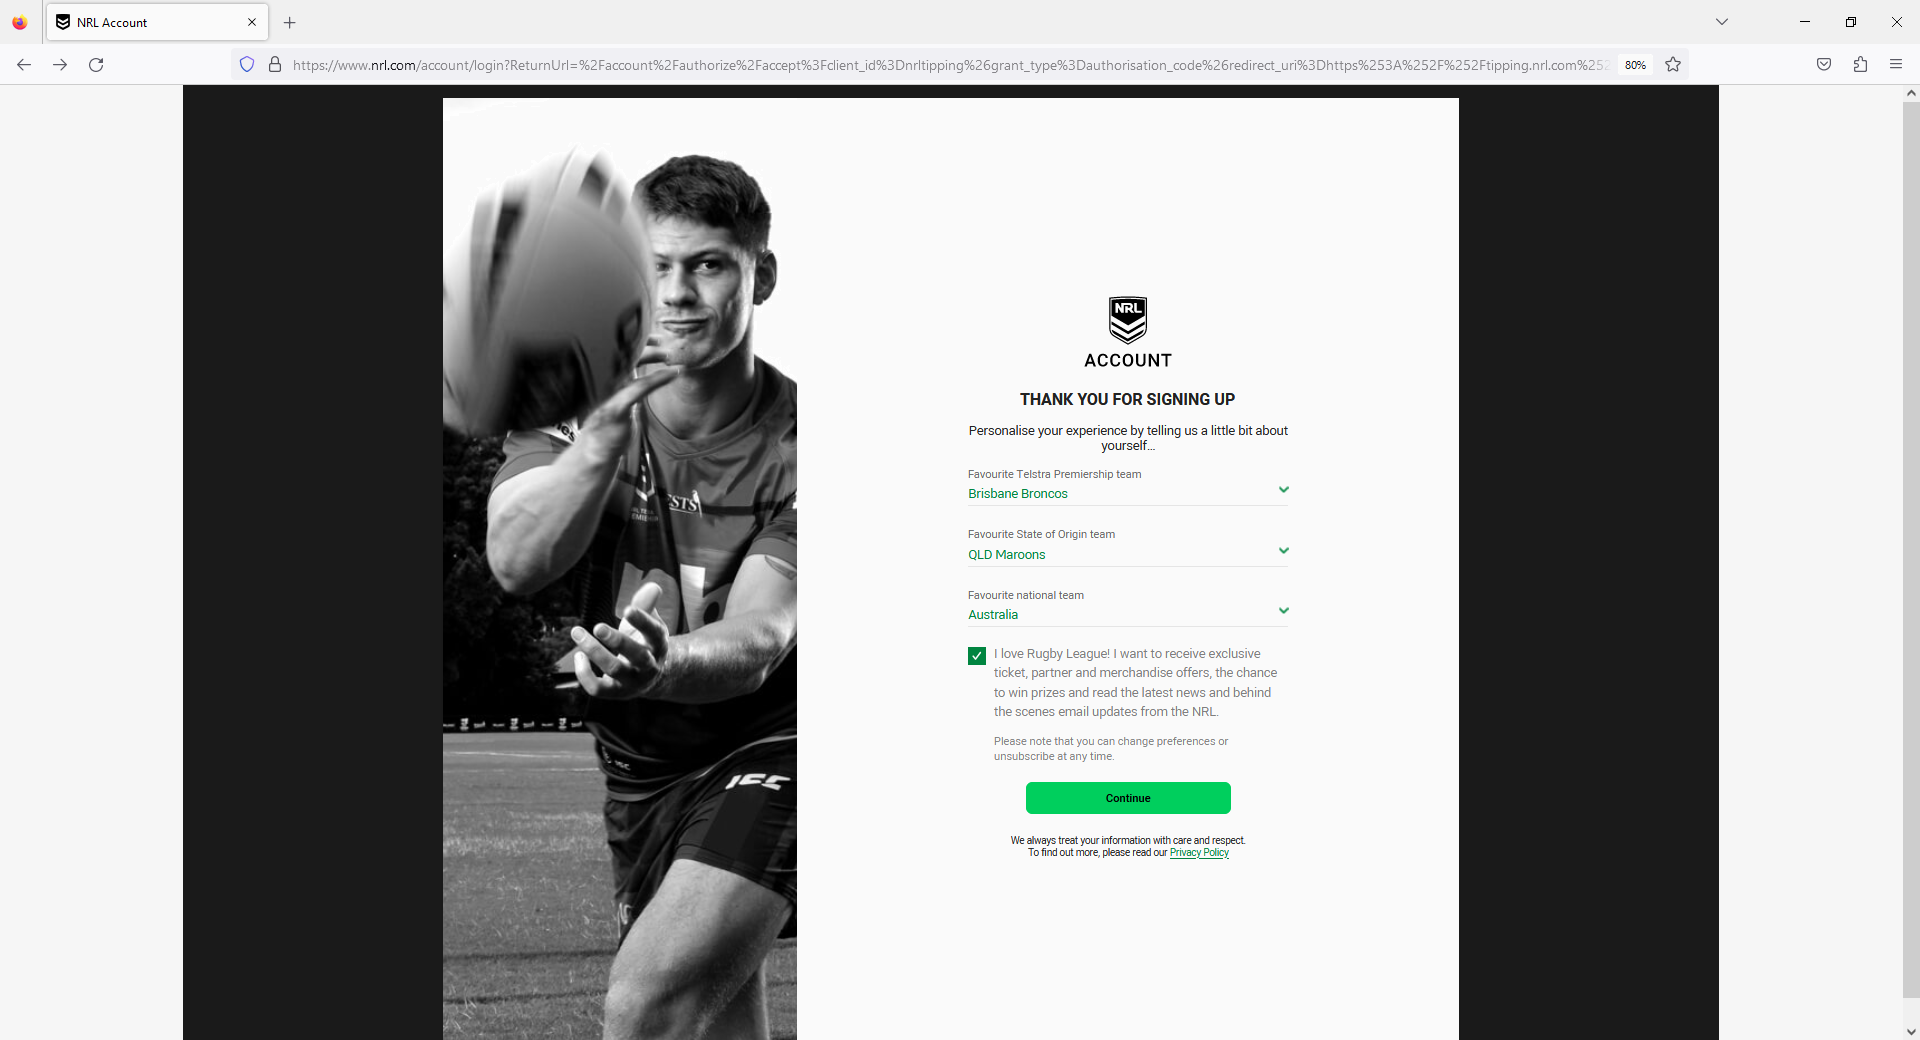 NRL Account
https://www.nrl.com/account/login?ReturnUrl=%2Faccount%2Fauthorize%2Faccept%3Fclient_id%3Dnrltipping%26grant_type%3Dauthorisation_code%26redirect_uri%3Dhttps%253A%252F%252Ftipping.nrl.com%252
80%
NRL
ACCOUNT
THANK YOU FOR SIGNING UP
Personalise your experience by telling us a little bit about
yourself...
Favourite Telstra Premiership team
Brisbane Broncos
Favourite State of Origin team
QLD Maroons
Favourite national team
Australia
I love Rugby League! I want to receive exclusive
ticket, partner and merchandise offers, the chance
to win prizes and read the latest news and behind
the scenes email updates from the NRL.
Please note that you can change preferences or
unsubscribe at any time.
Continue
We always treat your information with care and respect.
To find out more, please read our Privacy Policy
ISC